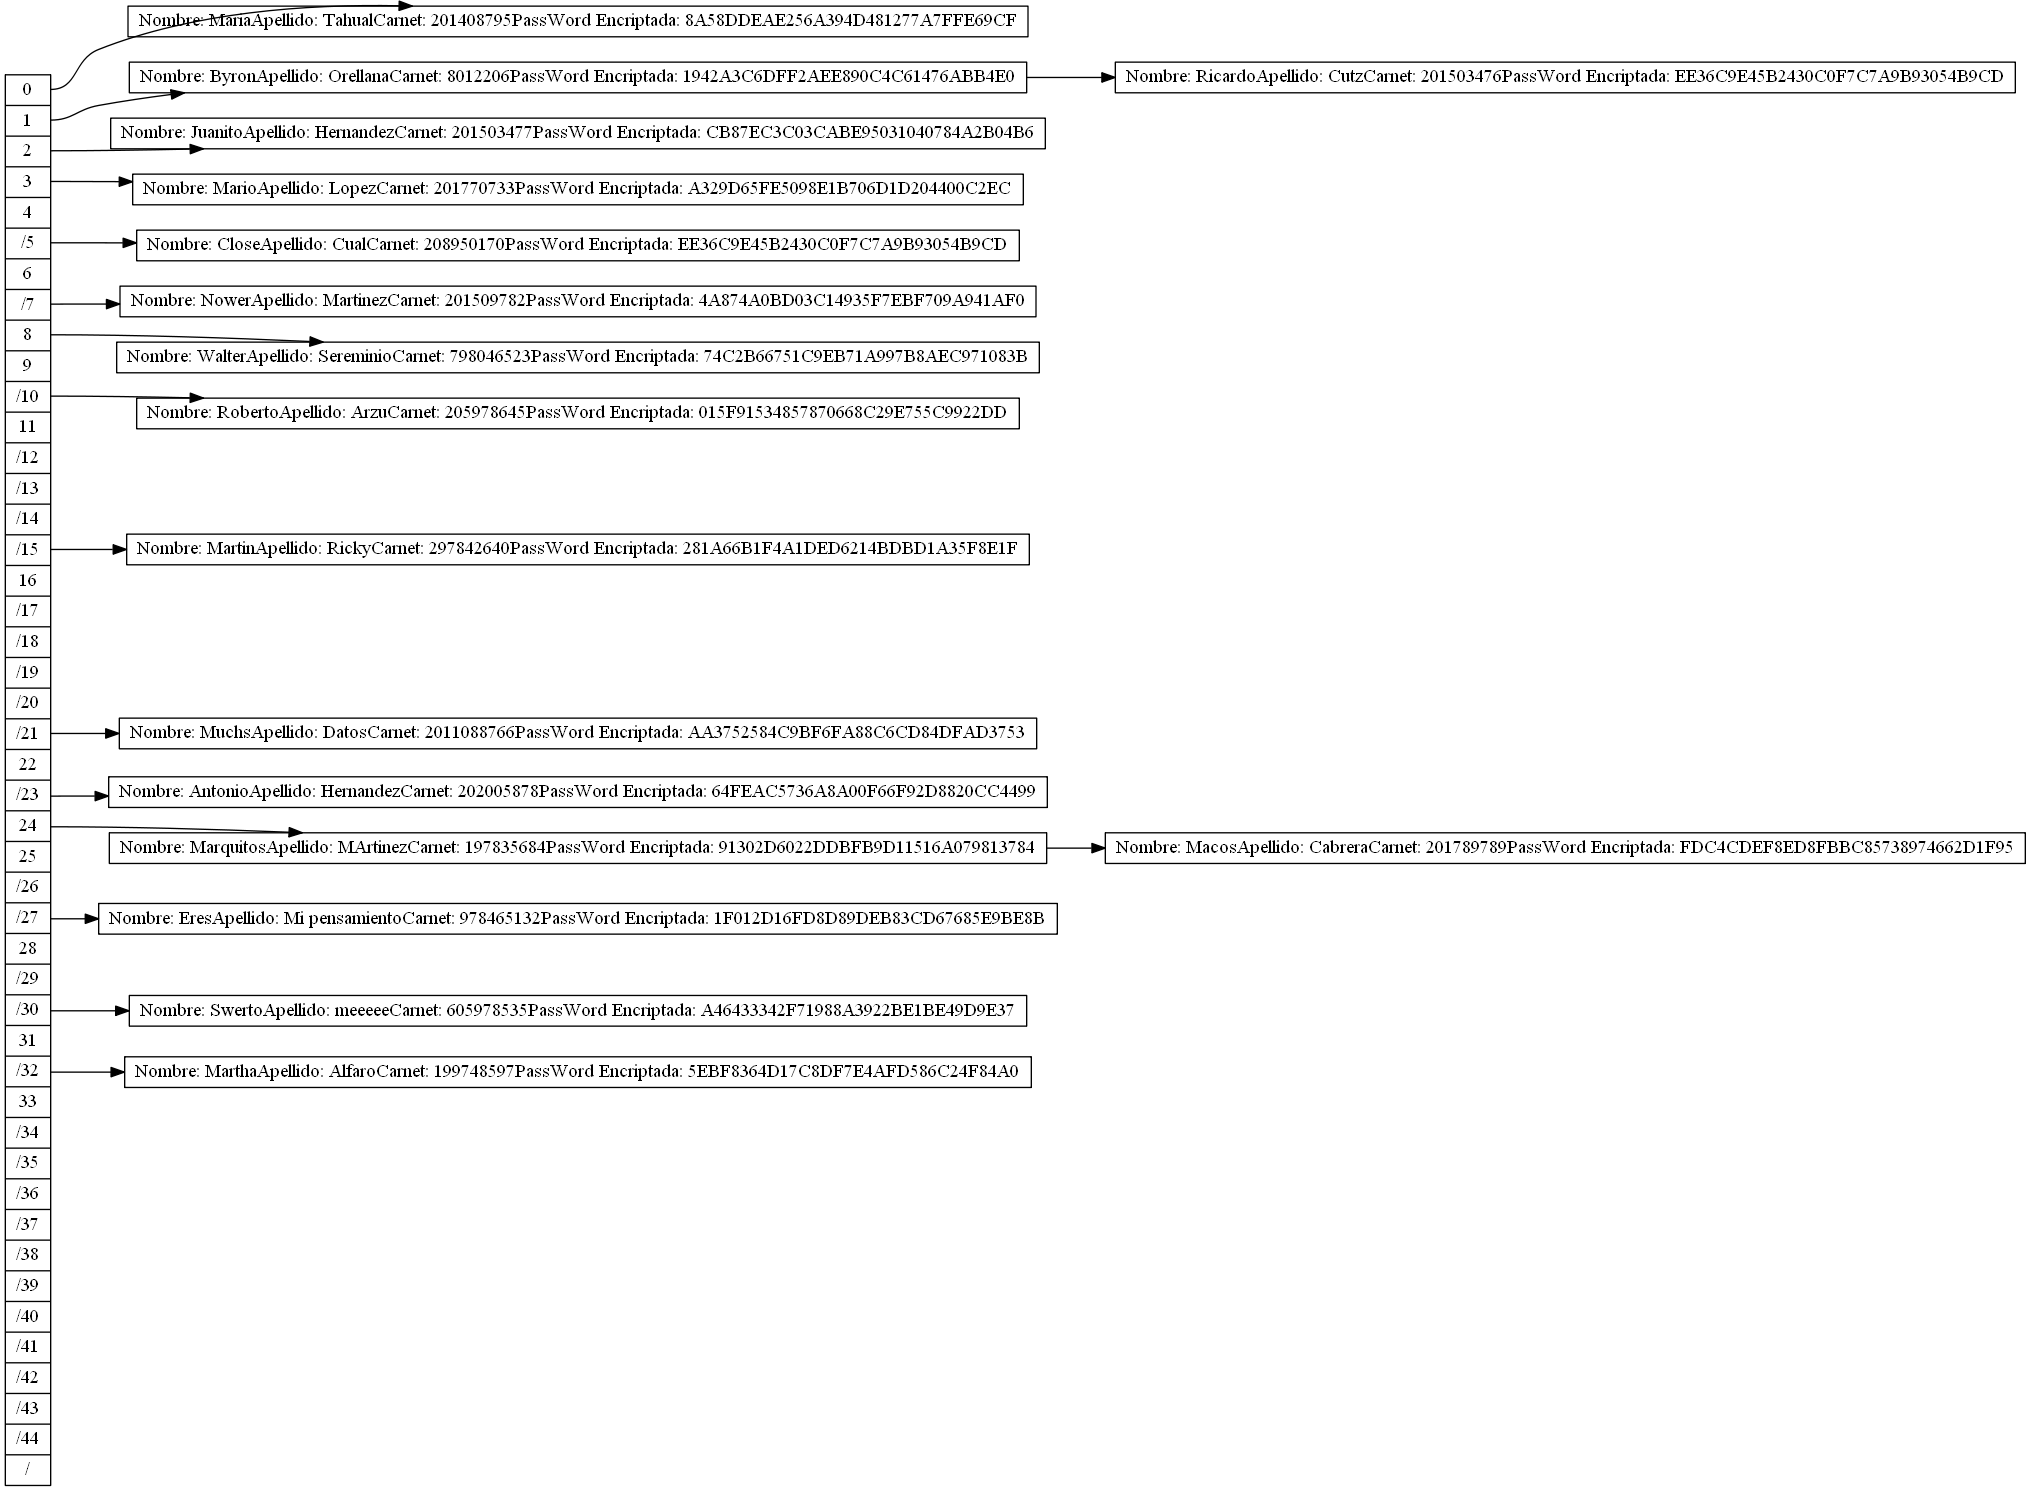 Nombre: MariaApellido: TahualCarnet: 201408795PassWord Encriptada: 8A58DDEAE256A394D481277A7FFE69CF
0
Nombre: ByronApellido: OrellanaCarnet: 8012206PassWord Encriptada: 1942A3C6DFF2AEE890C4C61476ABB4E0
Nombre: RicardoApellido: CutzCarnet: 201503476PassWord Encriptada: EE36C9E45B2430C0F7C7A9B93054B9CD
1
Nombre: JuanitoApellido: HernandezCarnet: 201503477PassWord Encriptada: CB87EC3C03CABE95031040784A2B04B6
2
3
Nombre: MarioApellido: LopezCarnet: 201770733PassWord Encriptada: A329D65FE5098E1B706D1D204400C2EC
4
/5
Nombre: CloseApellido: CualCarnet: 208950170PassWord Encriptada: EE36C9E45B2430C0F7C7A9B93054B9CD
6
/7
Nombre: NowerApellido: MartinezCarnet: 201509782PassWord Encriptada: 4A874A0BD03C14935F7EBF709A941AF0
8
Nombre: WalterApellido: SereminioCarnet: 798046523PassWord Encriptada: 74C2B66751C9EB71A997B8AEC971083B
9
/10
Nombre: RobertoApellido: ArzuCarnet: 205978645PassWord Encriptada: 015F91534857870668C29E755C9922DD
11
/12
/13
/14
/15
Nombre: MartinApellido: RickyCarnet: 297842640PassWord Encriptada: 281A66B1F4A1DED6214BDBD1A35F8E1F
16
/17
/18
/19
/20
/21
Nombre: MuchsApellido: DatosCarnet: 2011088766PassWord Encriptada: AA3752584C9BF6FA88C6CD84DFAD3753
22
/23
Nombre: AntonioApellido: HernandezCarnet: 202005878PassWord Encriptada: 64FEAC5736A8A00F66F92D8820CC4499
24
Nombre: MarquitosApellido: MArtinezCarnet: 197835684PassWord Encriptada: 91302D6022DDBFB9D11516A079813784
Nombre: MacosApellido: CabreraCarnet: 201789789PassWord Encriptada: FDC4CDEF8ED8FBBC85738974662D1F95
25
/26
/27
Nombre: EresApellido: Mi pensamientoCarnet: 978465132PassWord Encriptada: 1F012D16FD8D89DEB83CD67685E9BE8B
28
/29
/30
Nombre: SwertoApellido: meeeeeCarnet: 605978535PassWord Encriptada: A46433342F71988A3922BE1BE49D9E37
31
/32
Nombre: MarthaApellido: AlfaroCarnet: 199748597PassWord Encriptada: 5EBF8364D17C8DF7E4AFD586C24F84A0
33
/34
/35
/36
/37
/38
/39
/40
/41
/42
/43
/44
/